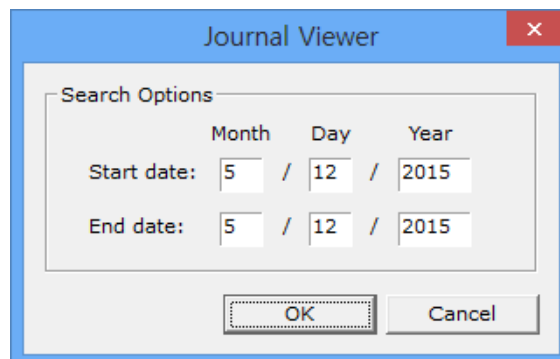 Journal Viewer x
Search Options
Month Day Year
Start date: 5 / 12 / 2015
End date: 5 / 12 / 2015
OK Cancel